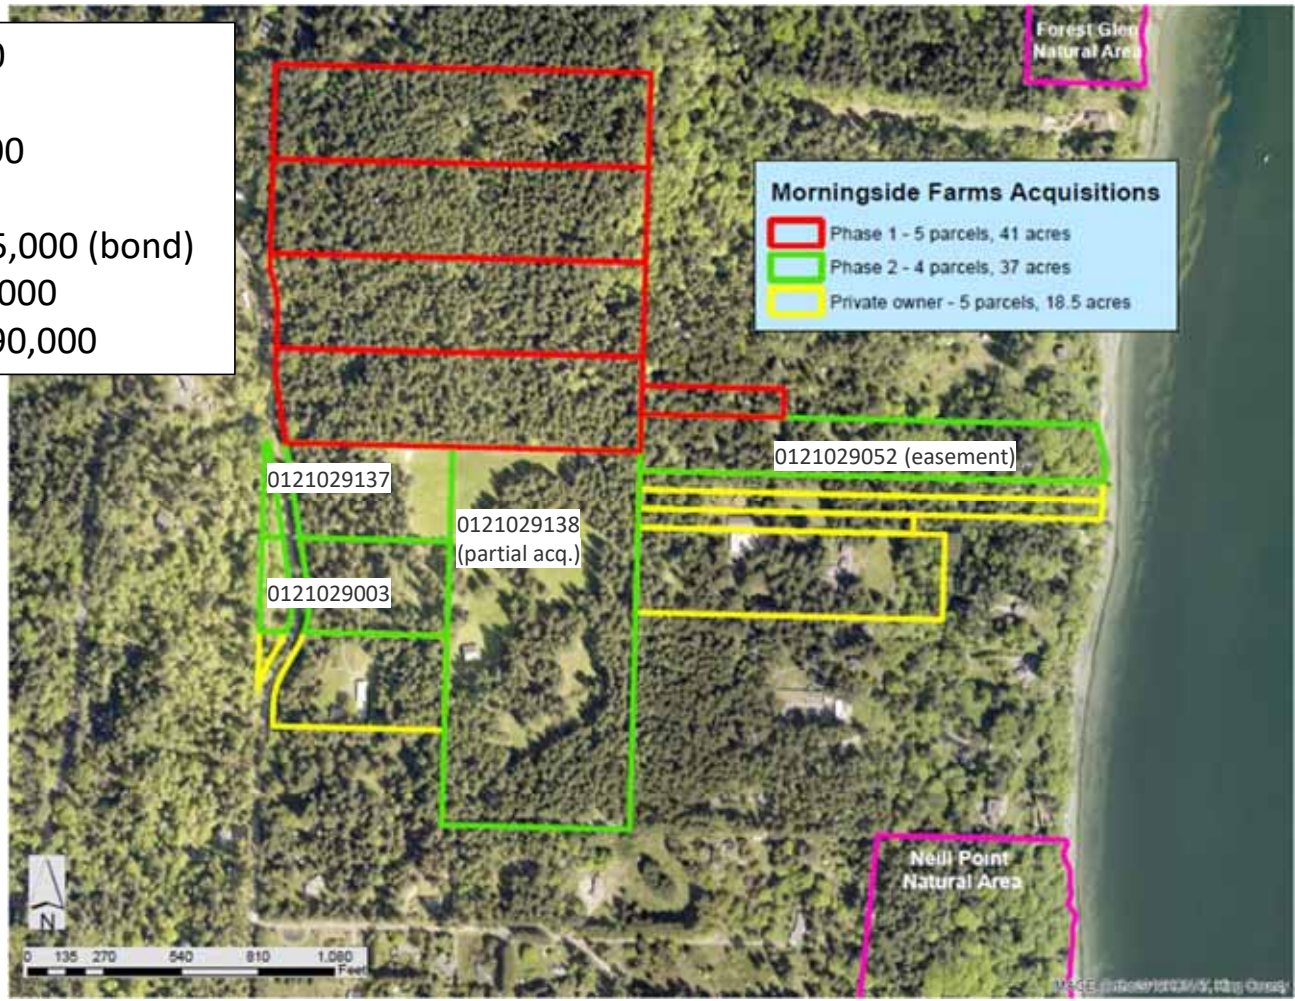 0
00
5,000 (bond)
000
90,000
Forest Glen
Natural Area
Morningside Farms Acquisitions
Phase 1 - 5 parcels, 41 acres
Phase 2 - 4 parcels, 37 acres
Private owner - 5 parcels, 18.5 acres
0121029052 (easement)
0121029137
0121029138
(partial acq.)
0121029003
Neill Point
Natural Area
N
0 135 270 540 810 1,080
Feet